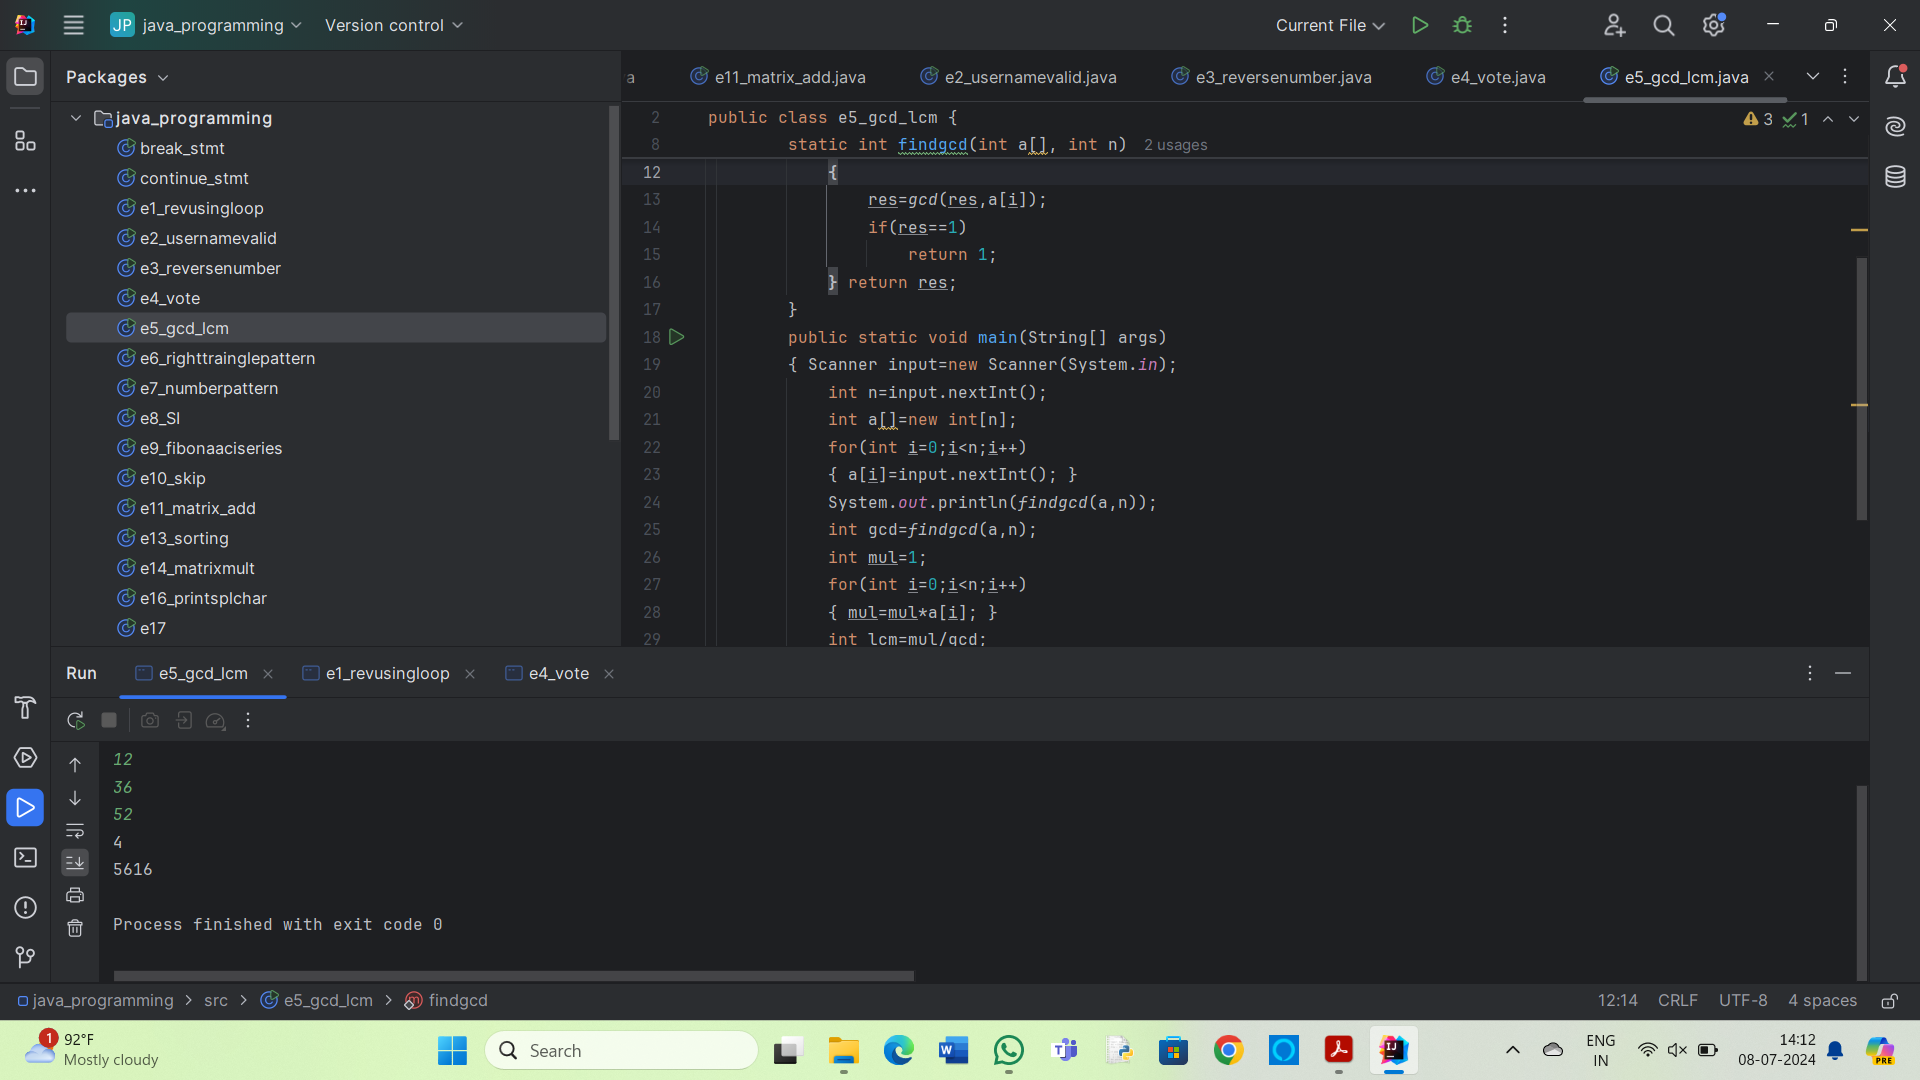 JP java_programming Version control Current File
Packages
java_programming
break_stmt
continue_stmt
e1_revusingloop
e2_usernamevalid
e3_reversenumber
e4_vote
e5_gcd_lcm
e6_righttrainglepattern
e7_numberpattern
e8_SI
e9_fibonaaciseries
e10_skip
e11_matrix_add
e13_sorting
e14_matrixmult
e16_printsplchar
e17
a e11_matrix_add.java e2_usernamevalid.java e3_reversenumber.java e4_vote.java e5_gcd_lcm.java
2 public class e5_gcd_lcm { 3 1
8 static int findgcd(int a[], int n) 2 usages
12 {
13 res=gcd(res,a[i]);
14 if(res==1)
15 return 1;
16 } return res;
17 }
18 public static void main(String[] args)
19 { Scanner input=new Scanner(System.in);
20 int n=input.nextInt();
21 int a[]=new int[n];
22 for(int i=0;i<n;i++)
23 { a[i]=input.nextInt(); }
24 System.out.println(findgcd(a,n));
25 int gcd=findgcd(a,n);
26 int mul=1;
27 for(int i=0;i<n;i++)
28 { mul=mul*a[i]; }
29 int lcm=mul/gcd;
Run e5_gcd_lcm e1_revusingloop e4_vote
12
36
52
4
5616
Process finished with exit code 0
java_programming > src > e5_gcd_lcm > findgcd 12:14 CRLF UTF-8 4 spaces
1 92°F
Mostly cloudy
Search
ENG
IN
14:12
08-07-2024
PRE